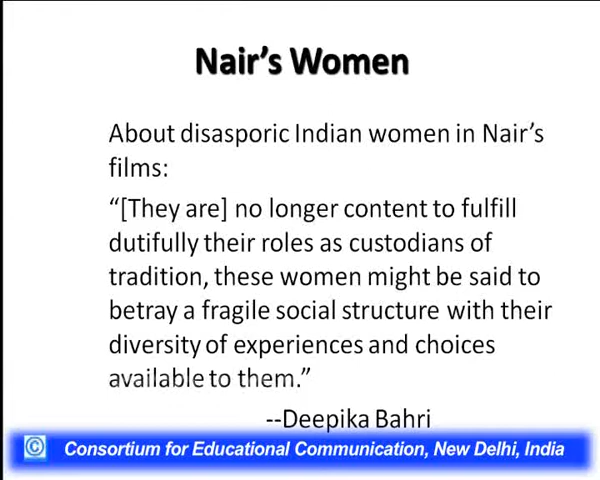 Nair's Women
About disasporic Indian women in Nair's
films:
“[They are] no longer content to fulfill
dutifully their roles as custodians of
tradition, these women might be said to
betray a fragile social structure with their
diversity of experiences and choices
available to them.”
--Deepika Bahri
© Consortium for Educational Communication, New Delhi, India